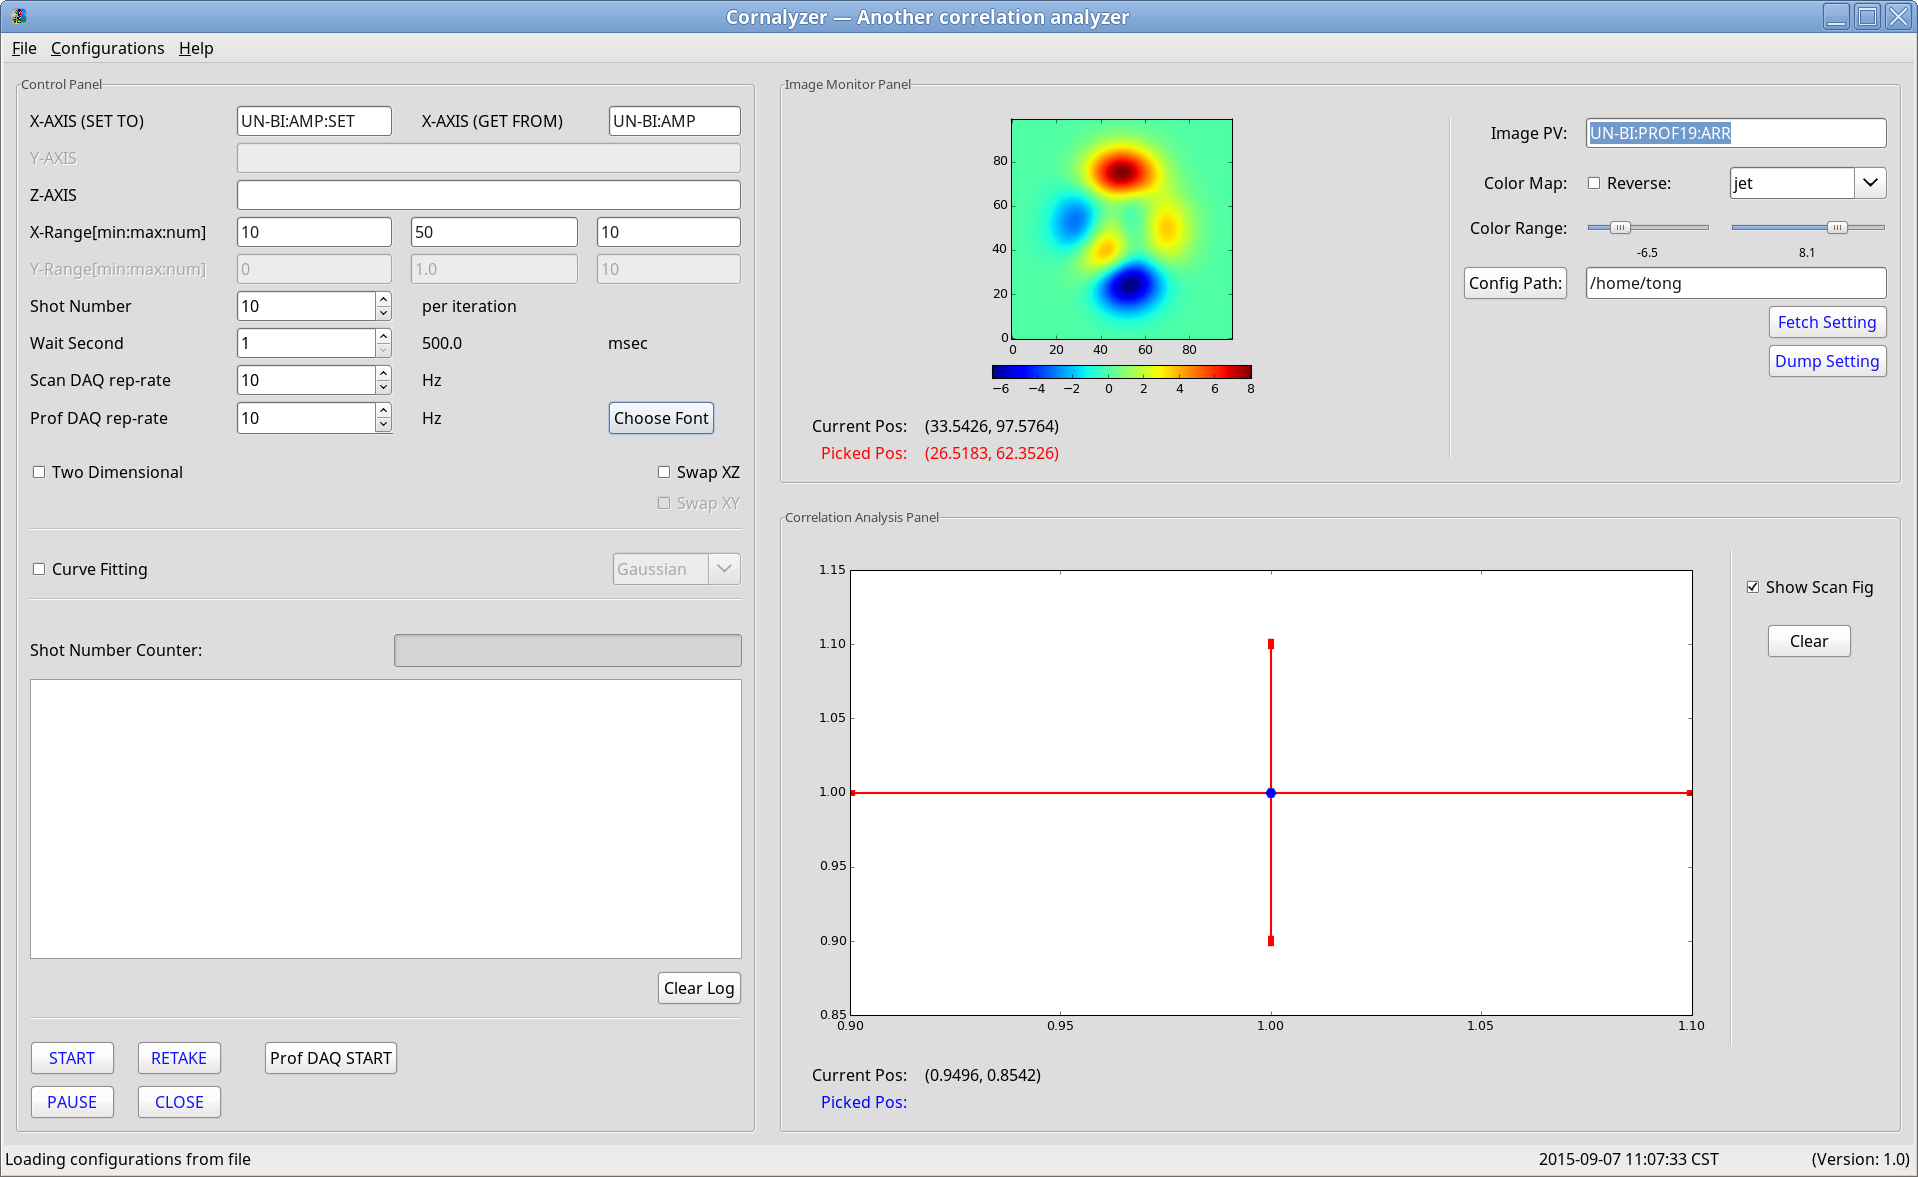 Cornalyzer — Another correlation analyzer
File Configurations Help
Control Panel
X-AXIS (SET TO) UN-BI:AMP:SET X-AXIS (GET FROM) UN-BI:AMP
Y-AXIS
Z-AXIS
X-Range[min:max:num] 10 50 10
Y-Range[min:max:num] 0 1.0 10
Shot Number 10 per iteration
Wait Second 1 500.0 msec
Scan DAQ rep-rate 10 Hz
Prof DAQ rep-rate 10 Hz Choose Font
Two Dimensional Swap XZ
Swap XY
Curve Fitting Gaussian
Shot Number Counter:
Clear Log
START RETAKE Prof DAQ START
PAUSE CLOSE
Image Monitor Panel
80
60
40
20
0
0 20 40 60 80
−6 −4 −2 0 2 4 6 8
Current Pos: (33.5426, 97.5764)
Picked Pos: (26.5183, 62.3526)
Image PV: UN-BI:PROF19:ARR
Color Map: Reverse: jet
Color Range:
-6.5 8.1
Config Path: /home/tong
Fetch Setting
Dump Setting
Correlation Analysis Panel
1.15
1.10
1.05
1.00
0.95
0.90
0.85
0.90 0.95 1.00 1.05 1.10
Show Scan Fig
Clear
Current Pos: (0.9496, 0.8542)
Picked Pos:
Loading configurations from file 2015-09-07 11:07:33 CST (Version: 1.0)